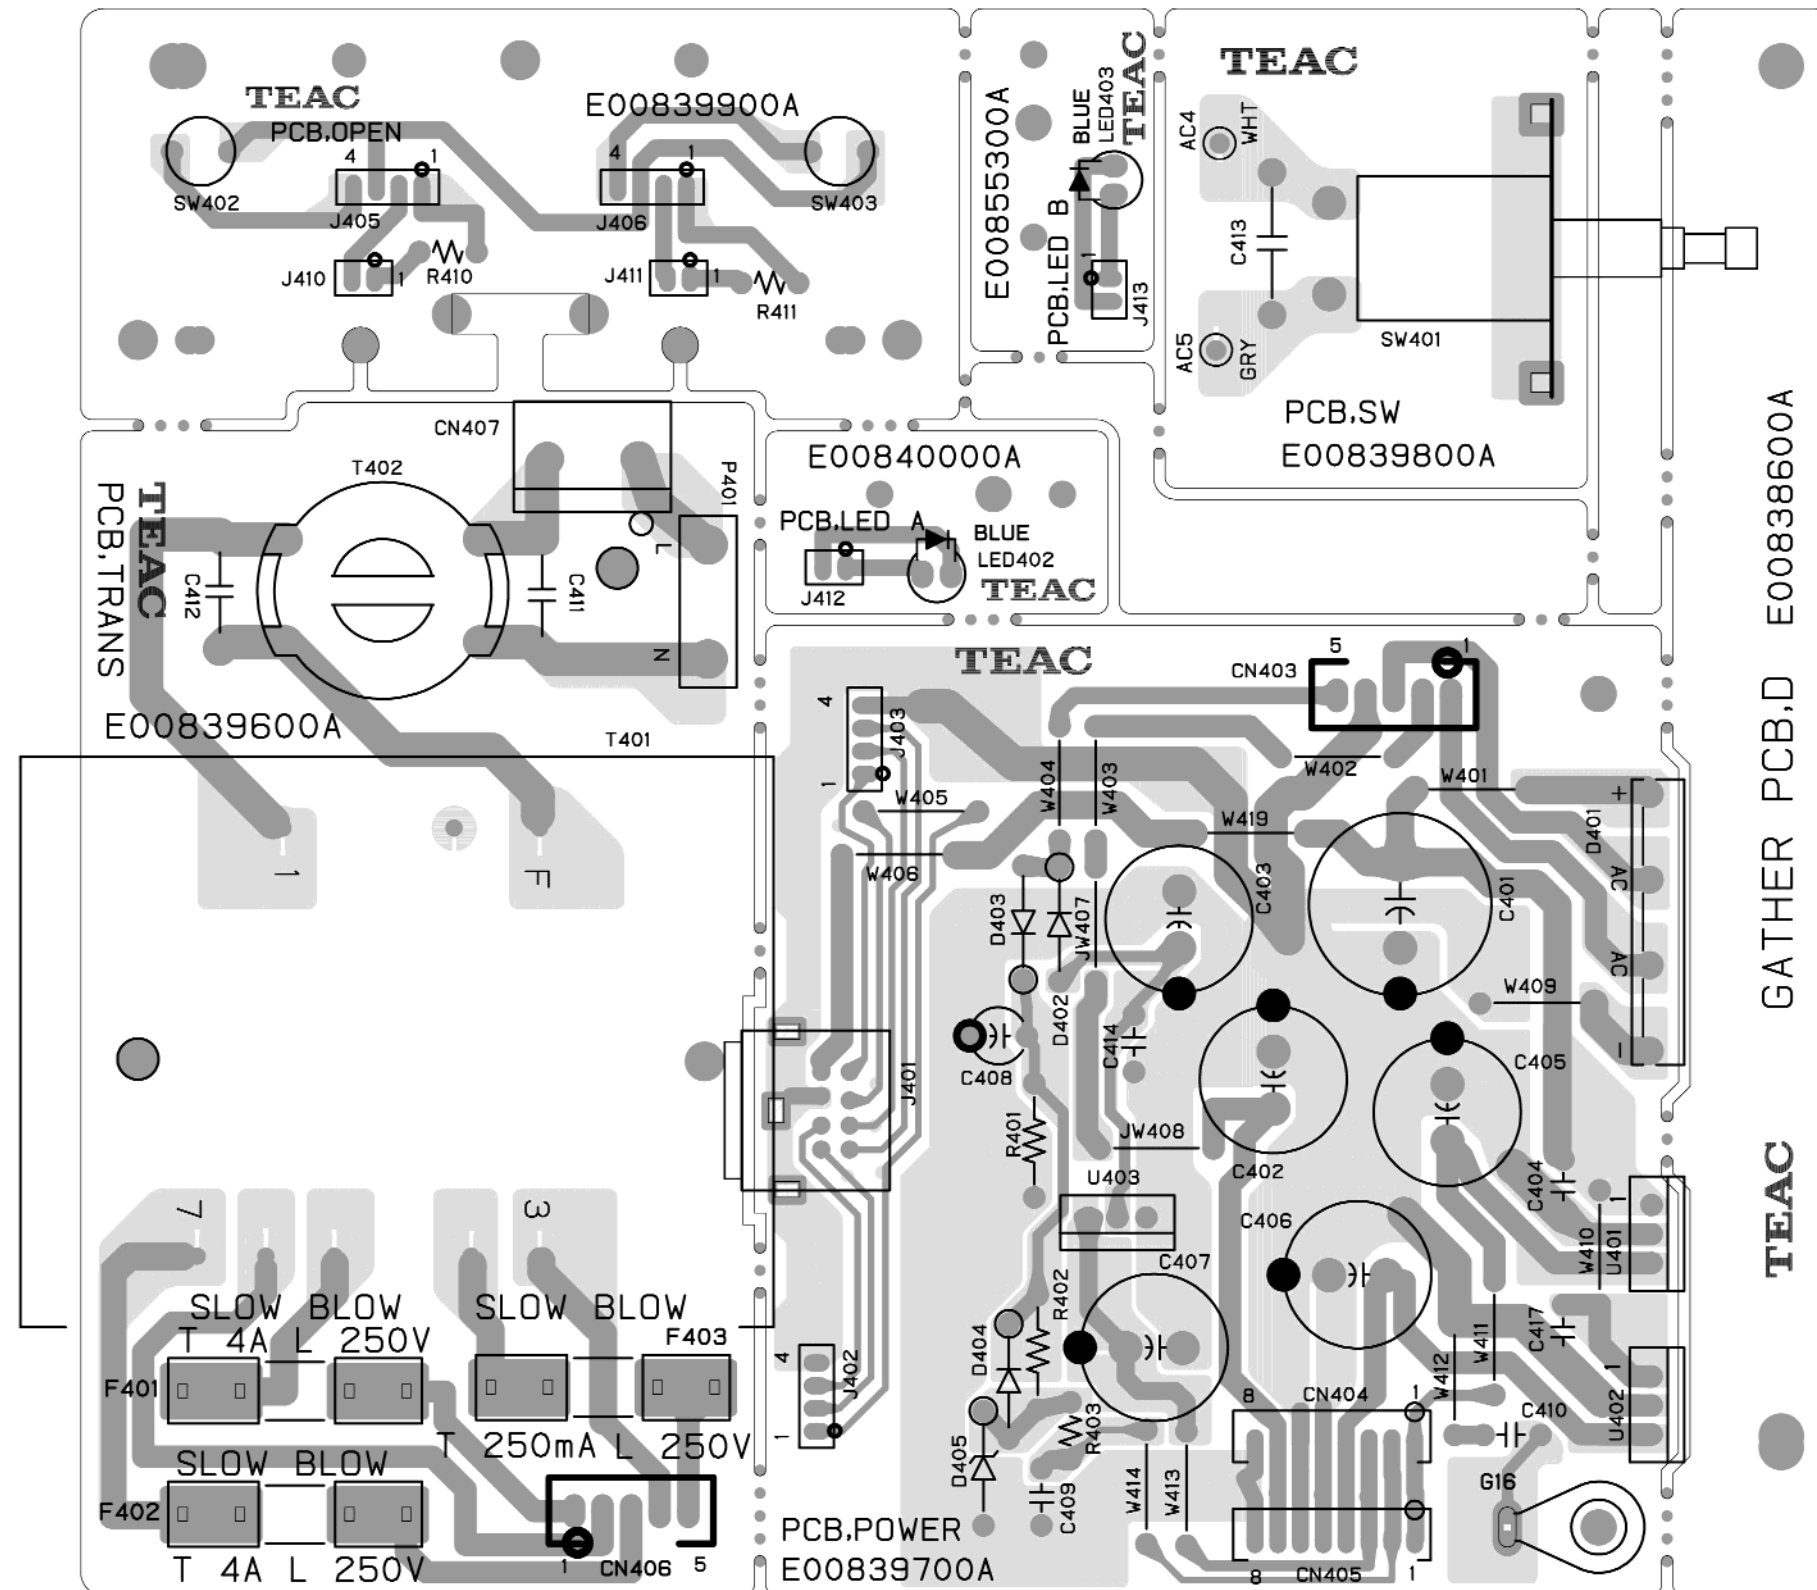 TEAC
PCB,OPEN
4
1
SW402
J405
J410
1
R410
E00839900A
4
1
J406
SW403
J411
1
R411
E00855300A
BLUE
LED403
TEAC
PCB,LED B
1
J413
TEAC
AC4
WHT
C413
AC5
GRY
SW401
PCB,SW
E00839800A
CN407
T402
P401
TEAC
PCB,TRANS
C412
C411
L
N
E00839600A
E00840000A
PCB,LED A
BLUE
LED402
J412
TEAC
GATHER PCB,D E00838600A
TEAC
T401
1
F
7
3
SLOW BLOW
T 4A L 250V
F401
SLOW BLOW
F403
T 250mA L 250V
SLOW BLOW
F402
T 4A L 250V
1
CN406
5
TEAC
CN403
5
1
4
J403
1
W404
W403
W402
W401
W405
W419
W406
+
D401
AC
AC
-
C403
C401
D403
JW407
D402
W409
C414
C408
C405
J401
R401
JW408
C402
U403
C404
1
W410
U401
C406
C407
R402
D404
C417
W411
W412
1
U402
4
J402
1
8
CN404
1
C410
R403
D405
W414
W413
G16
C409
PCB,POWER
E00839700A
8
CN405
1